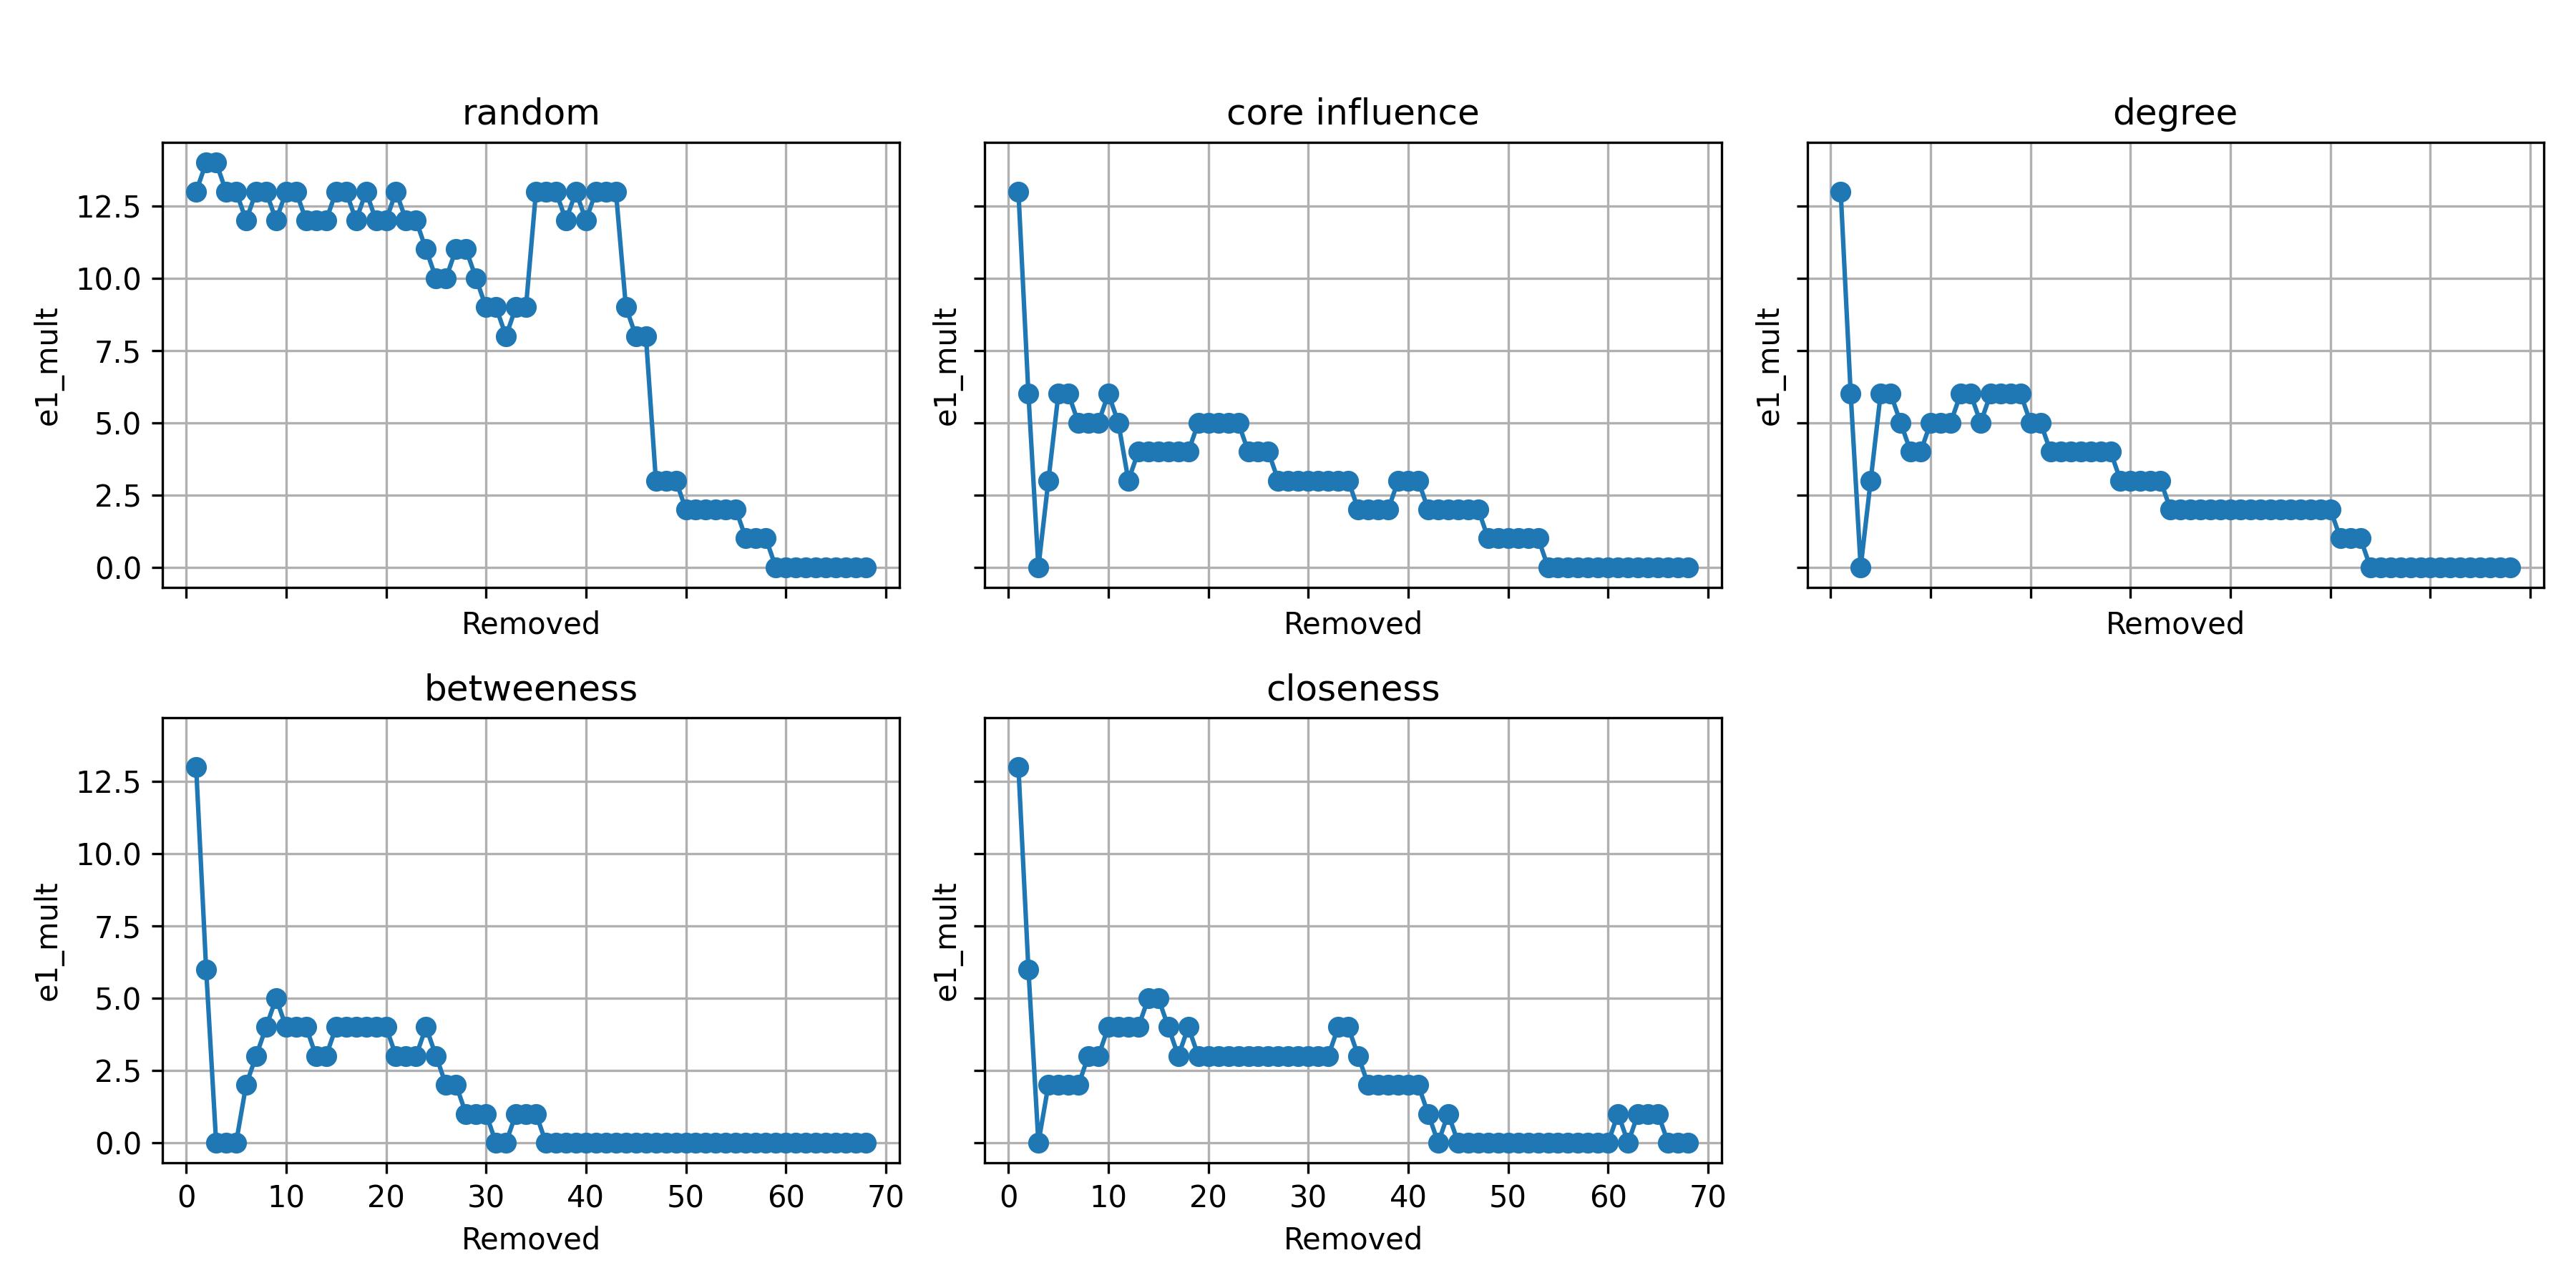 random
core influence
degree
12.5
10.0
7.5
5.0
2.5
0.0
e1_mult
e1_mult
e1_mult
Removed
Removed
Removed
betweeness
closeness
12.5
10.0
7.5
5.0
2.5
0.0
e1_mult
e1_mult
0 10 20 30 40 50 60 70
0 10 20 30 40 50 60 70
Removed
Removed